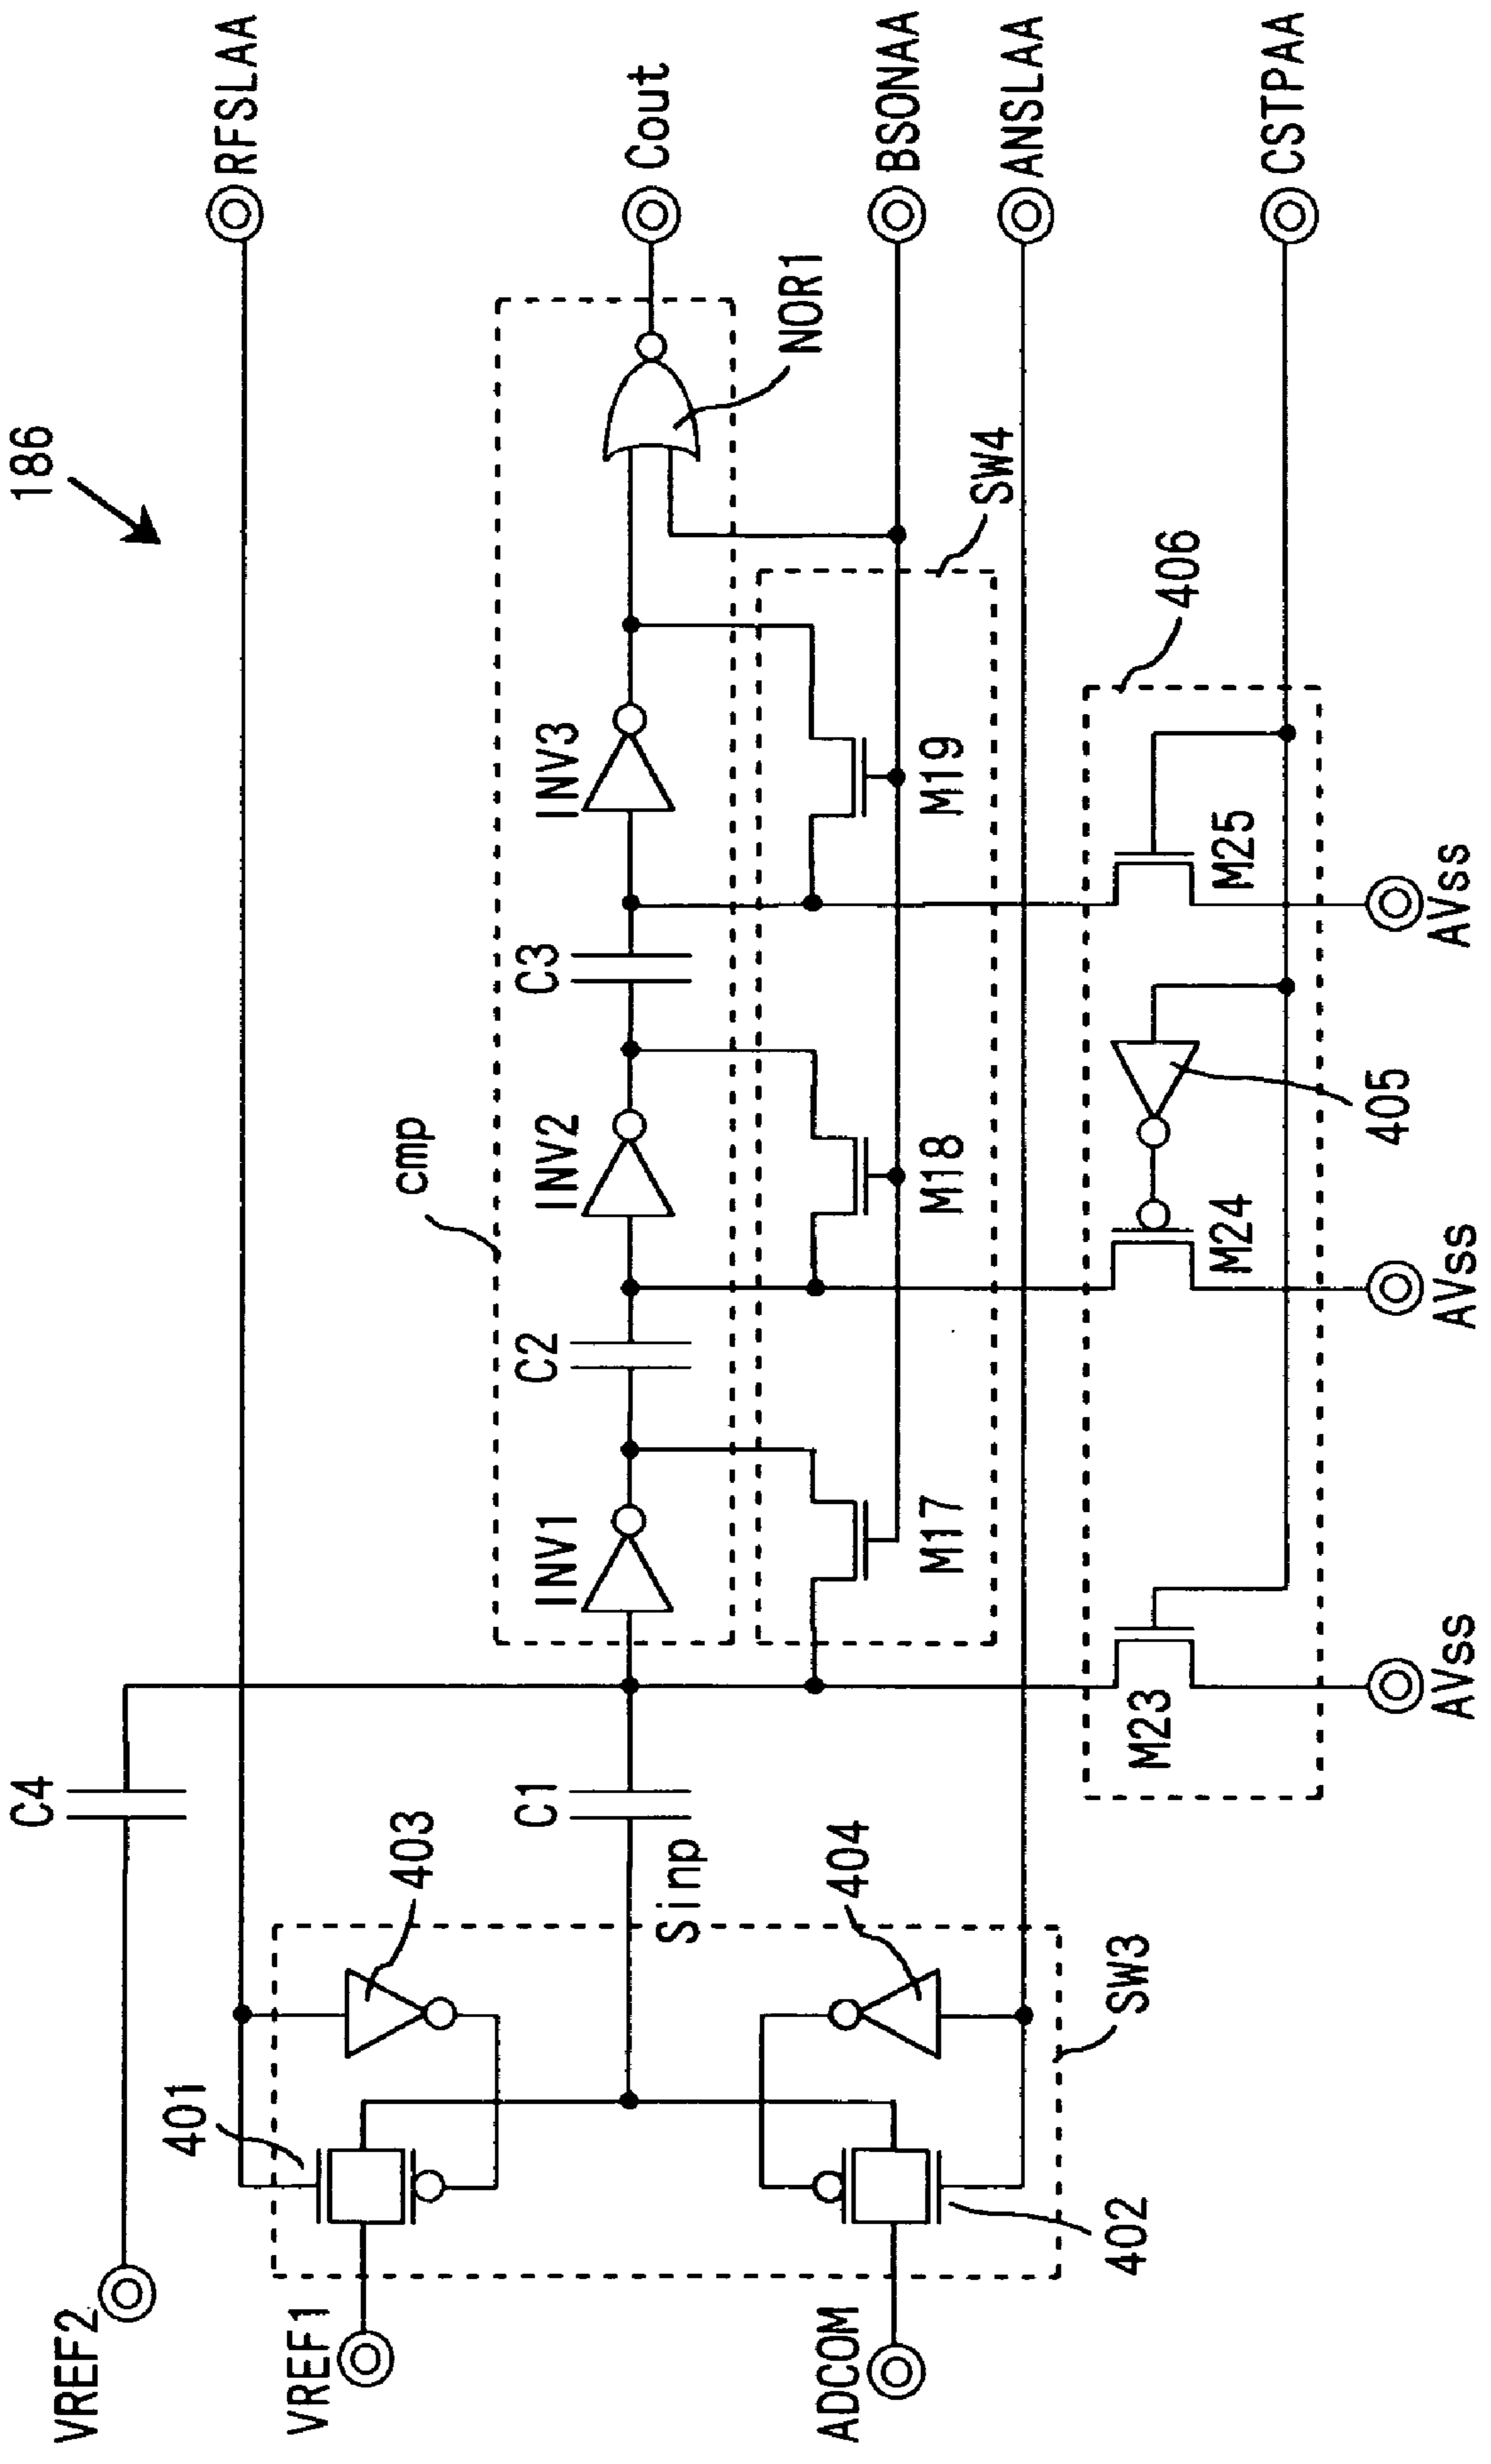 186
RFSLAA
Cout
BSONAA
ANSLAA
CSTPAA
NOR1
SW4
406
cmp
INV1
INV2
INV3
C1
C2
C3
C4
M17
M18
M19
M23
M24
M25
405
AVss
AVss
AVss
403
404
401
402
Sinp
SW3
VREF2
VREF1
ADCOM